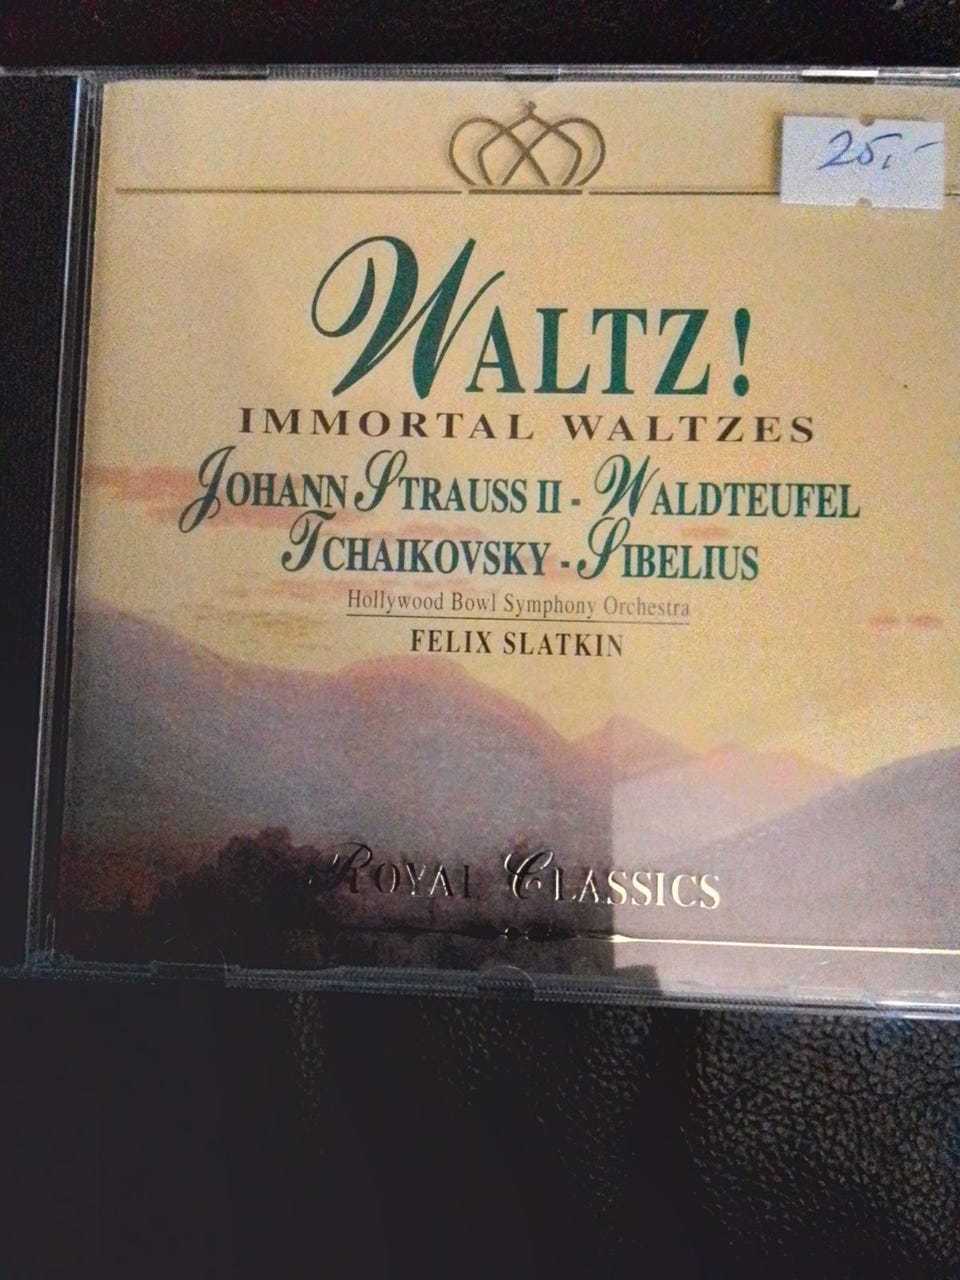 25,-
WALTZ!
IMMORTAL WALTZES
JOHANN STRAUSS II - WALDTEUFEL
TCHAIKOVSKY - SIBELIUS
Hollywood Bowl Symphony Orchestra
FELIX SLATKIN
ROYAL CLASSICS